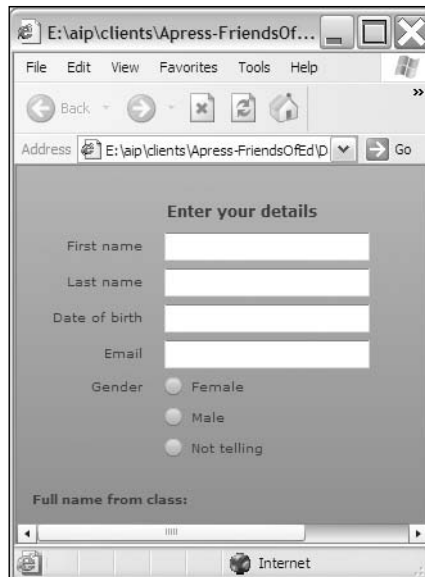 E:\aip\clients\Apress-FriendsOf...
File Edit View Favorites Tools Help
Back
»
Address E:\aip\clients\Apress-FriendsOfEd\D Go
Enter your details
First name
Last name
Date of birth
Email
Gender Female
Male
Not telling
Full name from class:
Internet